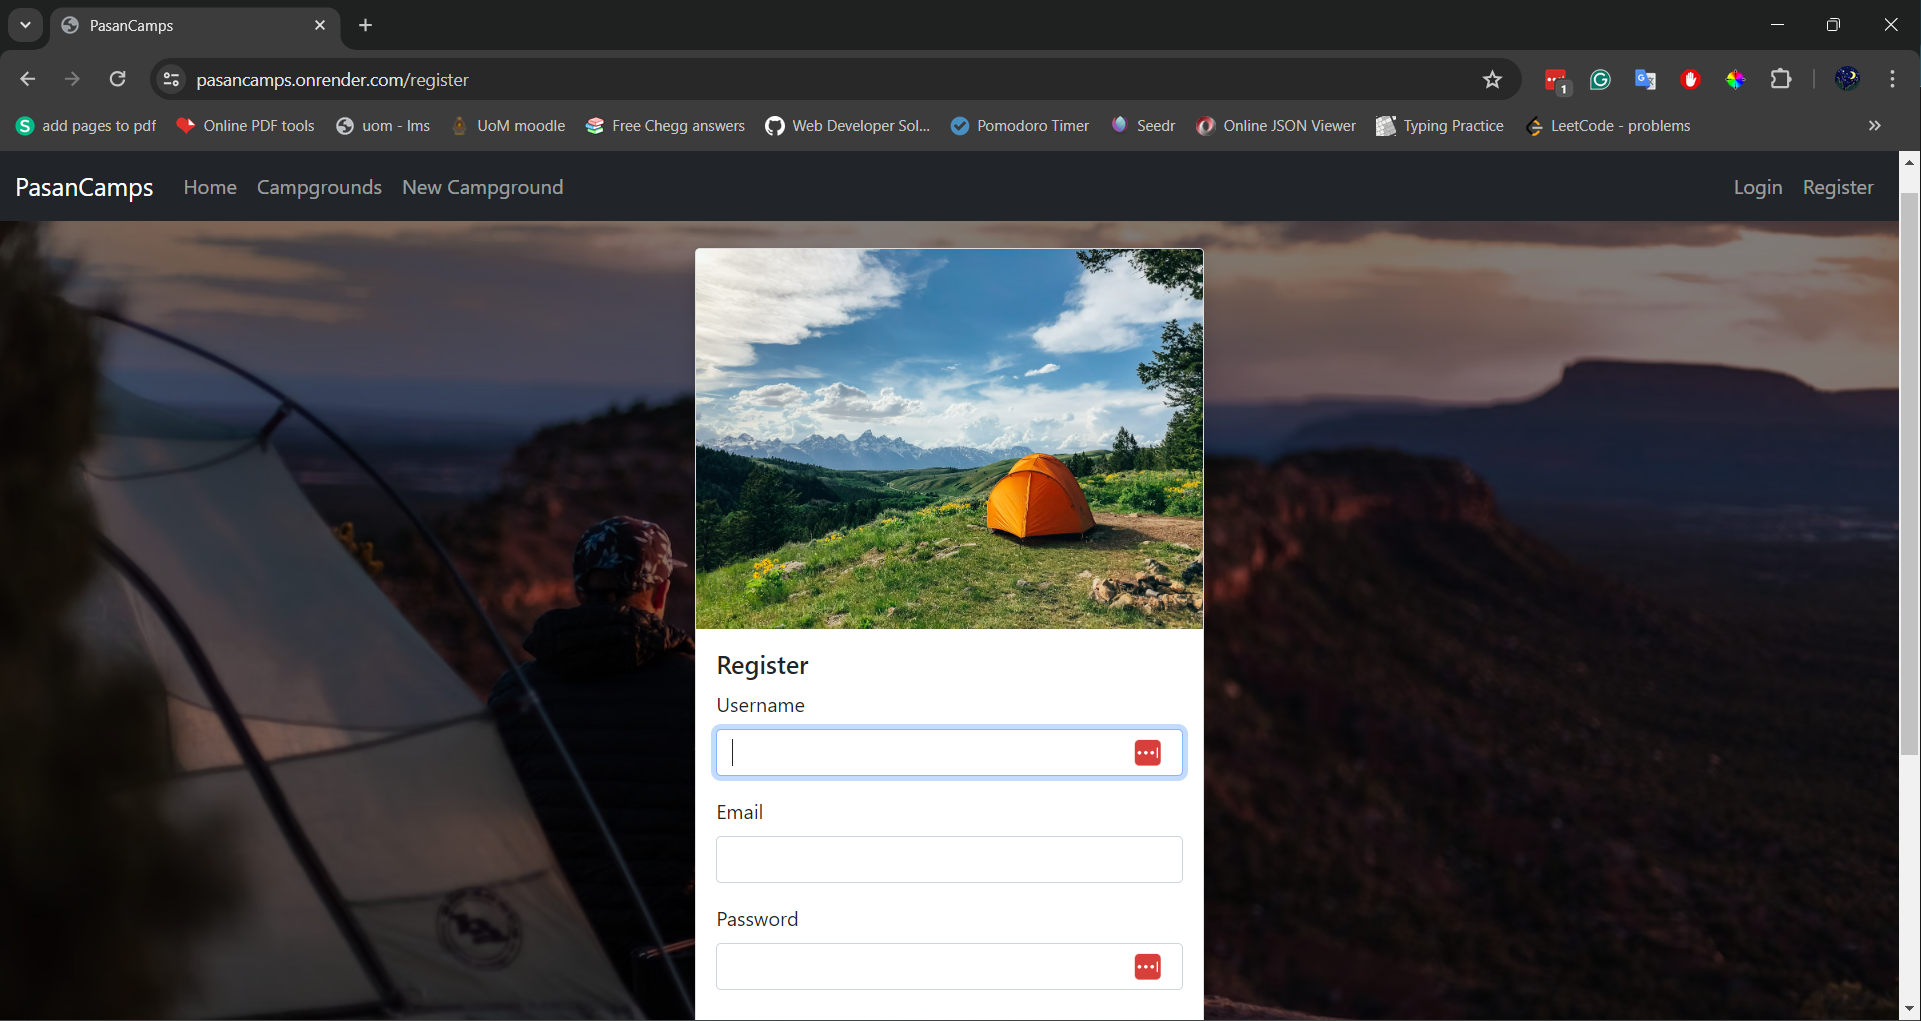 PasanCamps
pasancamps.onrender.com/register
1
add pages to pdf Online PDF tools uom - lms UoM moodle Free Chegg answers Web Developer Sol... Pomodoro Timer Seedr Online JSON Viewer Typing Practice LeetCode - problems
PasanCamps Home Campgrounds New Campground Login Register
Register
Username
Email
Password